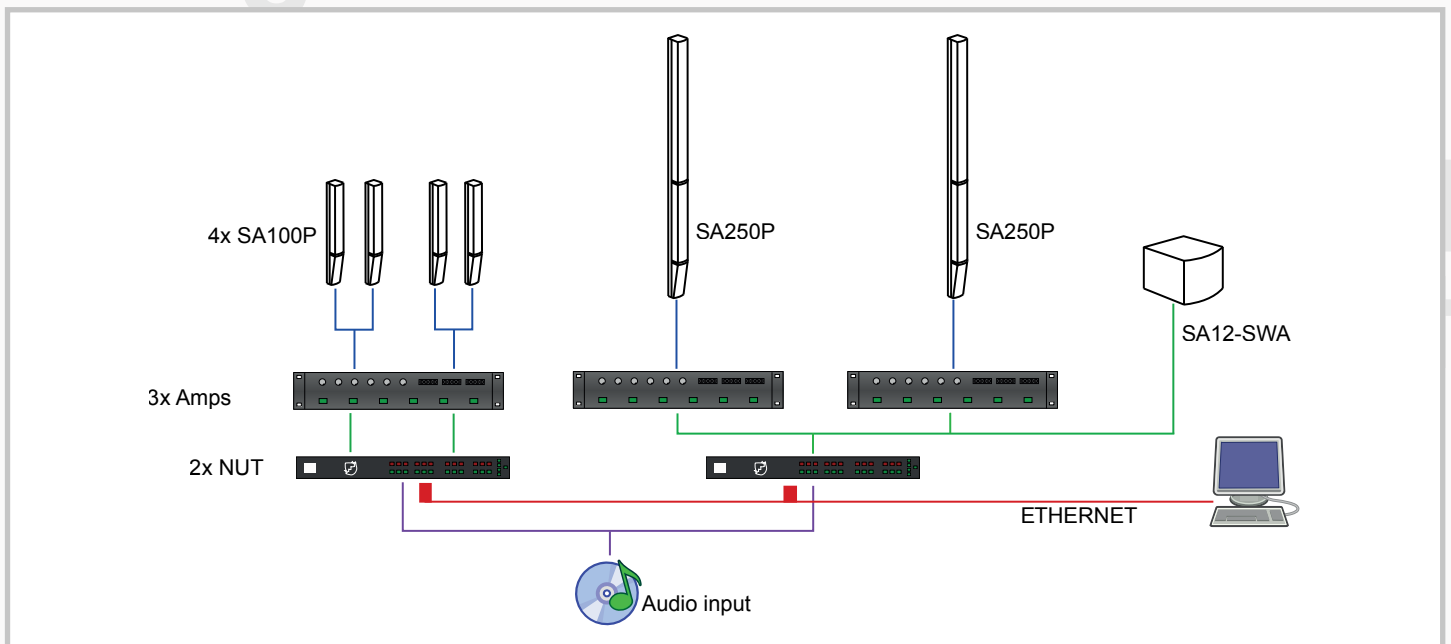 4x SA100P
SA250P
SA250P
SA12-SWA
3x Amps
2x NUT
ETHERNET
Audio input